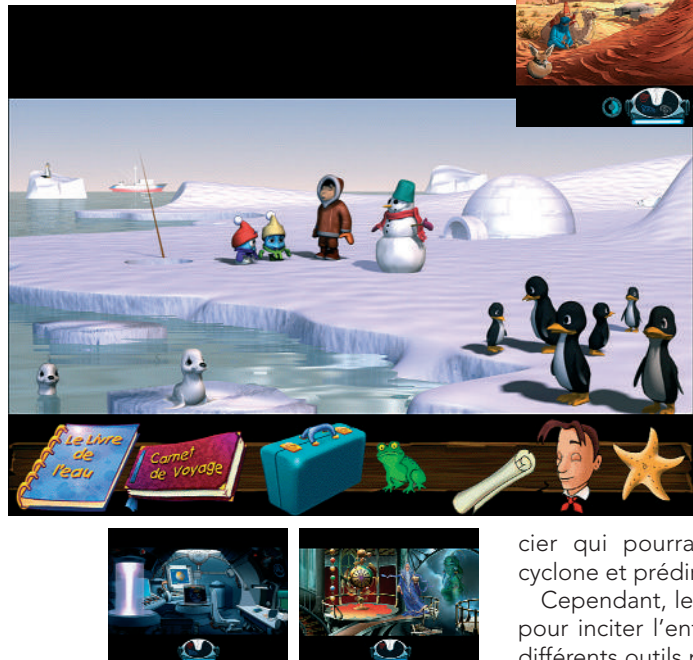 Le Livre
de
l'eau
Carnet
de Voyage
cier qui pourra
cyclone et prédir
Cependant, le
pour inciter l'ent
différents outils